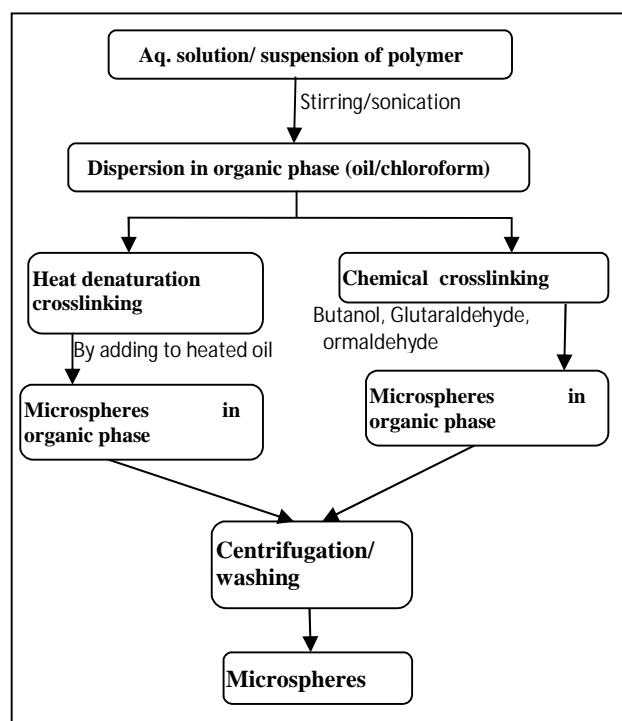 Aq. solution/ suspension of polymer
Stirring/sonication
Dispersion in organic phase (oil/chloroform)
Heat denaturation
crosslinking
Chemical crosslinking
By adding to heated oil
Butanol, Glutaraldehyde,
ormaldehyde
Microspheres in
organic phase
Microspheres in
organic phase
Centrifugation/
washing
Microspheres